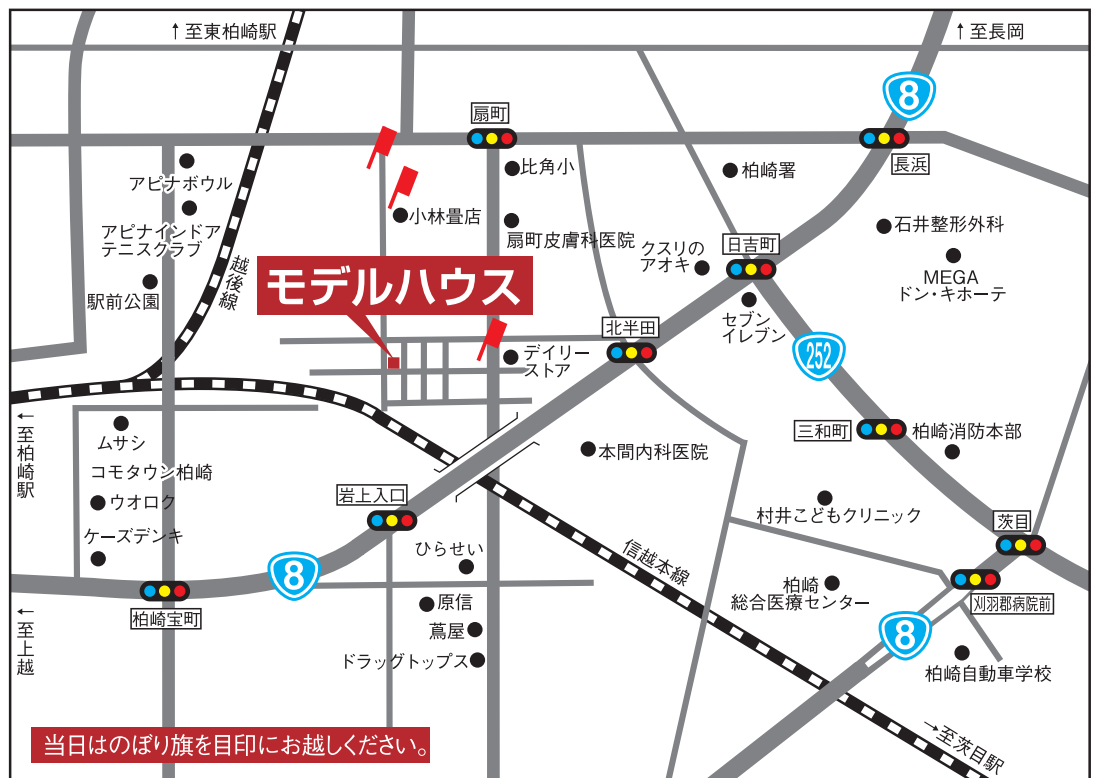 ↑至東柏崎駅
↑至長岡
8
扇町
長浜
比角小
柏崎署
アピナボウル
小林畳店
アピナインドア
テニスクラブ
扇町皮膚科医院
石井整形外科
クスリの
アオキ
日吉町
MEGA
ドン・キホーテ
越後線
駅前公園
モデルハウス
セブン
イレブン
北半田
252
デイリー
ストア
←至柏崎駅
ムサシ
三和町
柏崎消防本部
コモタウン柏崎
本間内科医院
ウオロク
岩上入口
村井こどもクリニック
茨目
ケーズデンキ
ひらせい
信越本線
8
柏崎
総合医療センター
刈羽郡病院前
柏崎宝町
原信
←至上越
蔦屋
8
ドラッグトップス
柏崎自動車学校
→至茨目駅
当日はのぼり旗を目印にお越しください。